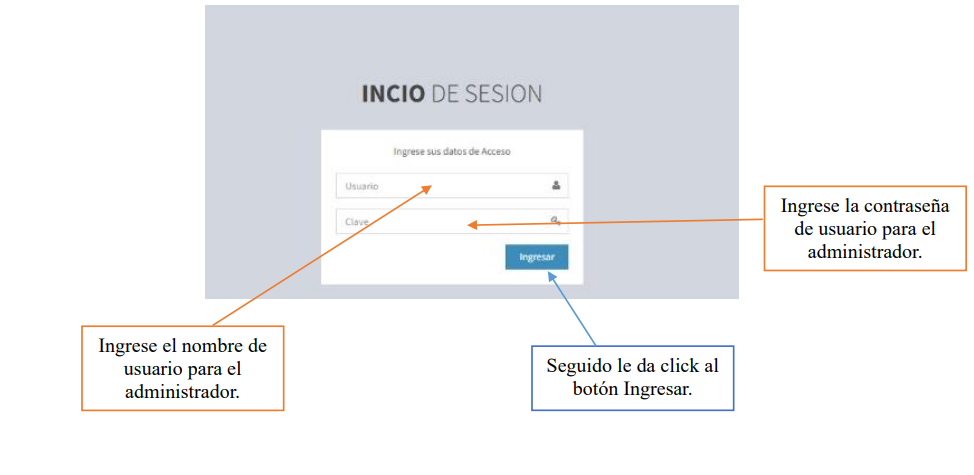 INCIO DE SESION
Ingrese sus datos de Acceso
Usuario
Clave
Ingresar
Ingrese la contraseña
de usuario para el
administrador.
Ingrese el nombre de
usuario para el
administrador.
Seguido le da click al
botón Ingresar.